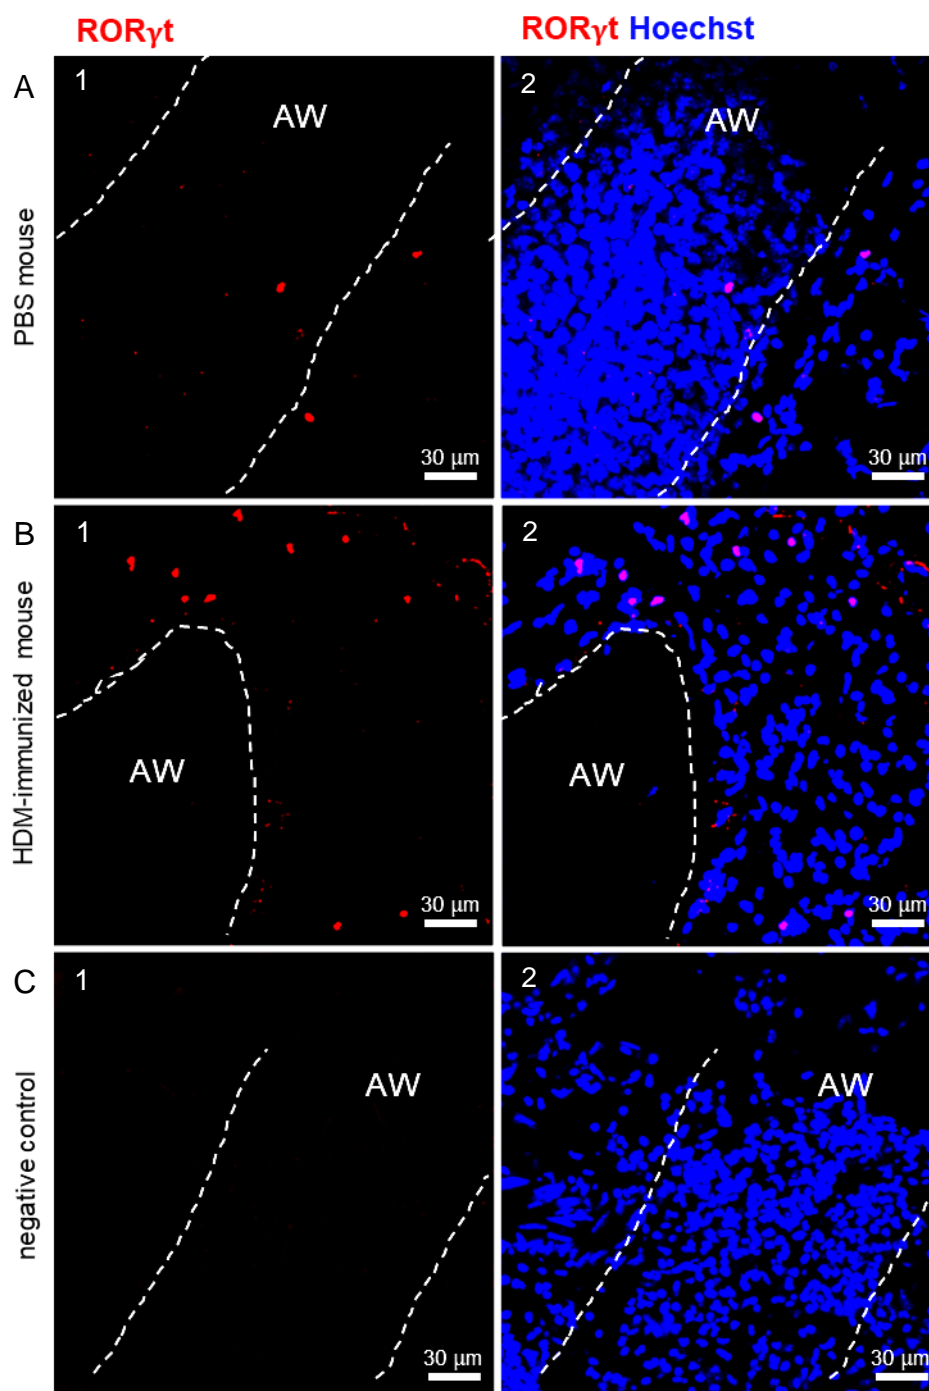 RORγt
RORγt Hoechst
A
PBS mouse
1
AW
30 µm
2
AW
30 µm
B
HDM-immunized mouse
1
AW
30 µm
2
AW
30 µm
C
negative control
1
AW
30 µm
2
AW
30 µm